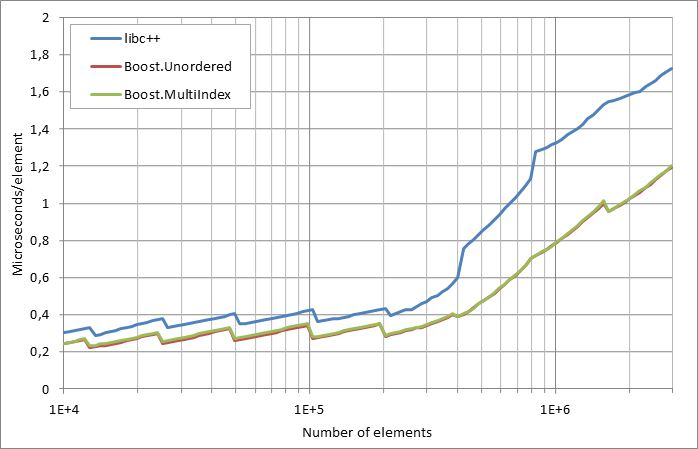 2
1,8
1,6
1,4
1,2
1
0,8
0,6
0,4
0,2
0
Microseconds/element
libc++
Boost.Unordered
Boost.MultiIndex
1E+4
1E+5
1E+6
Number of elements